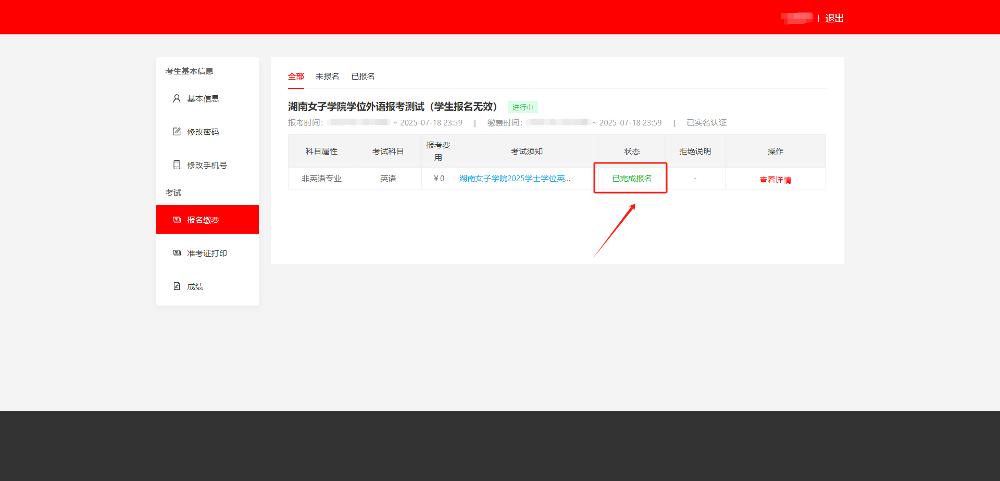 退出
考生基本信息
基本信息
修改密码
修改手机号
考试
报名缴费
准考证打印
成绩
全部 未报名 已报名
湖南女子学院学位外语报考测试（学生报名无效） 进行中
报考时间： ~ 2025-07-18 23:59 | 缴费时间： ~ 2025-07-18 23:59 | 已实名认证
科目属性 考试科目 报考费用 考试须知 状态 拒绝说明 操作
非英语专业 英语 ￥0 湖南女子学院2025学士学位英... 已完成报名 - 查看详情